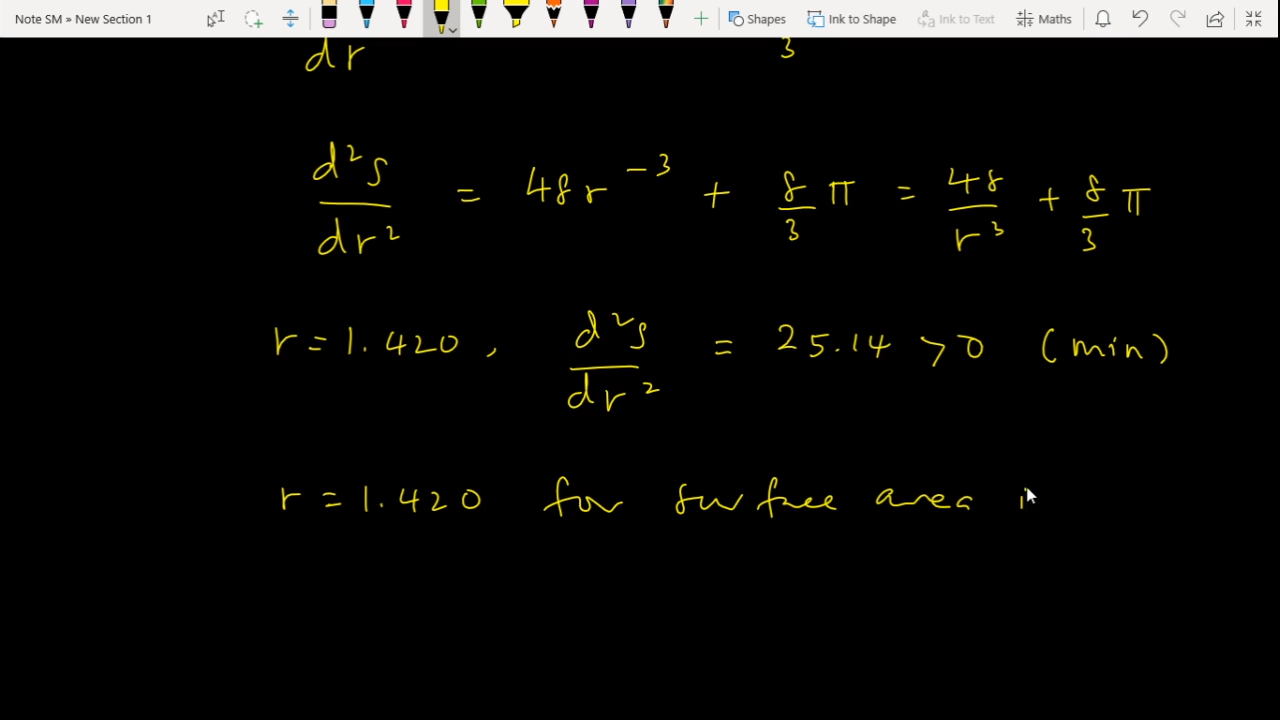 Note SM » New Section 1
Shapes
Ink to Shape
Ink to Text
Maths
dr 3
d²s/dr² = 48r⁻³ + 8/3 π = 48/r³ + 8/3 π
r = 1.420, d²s/dr² = 25.14 > 0 (min)
r = 1.420 for surface area